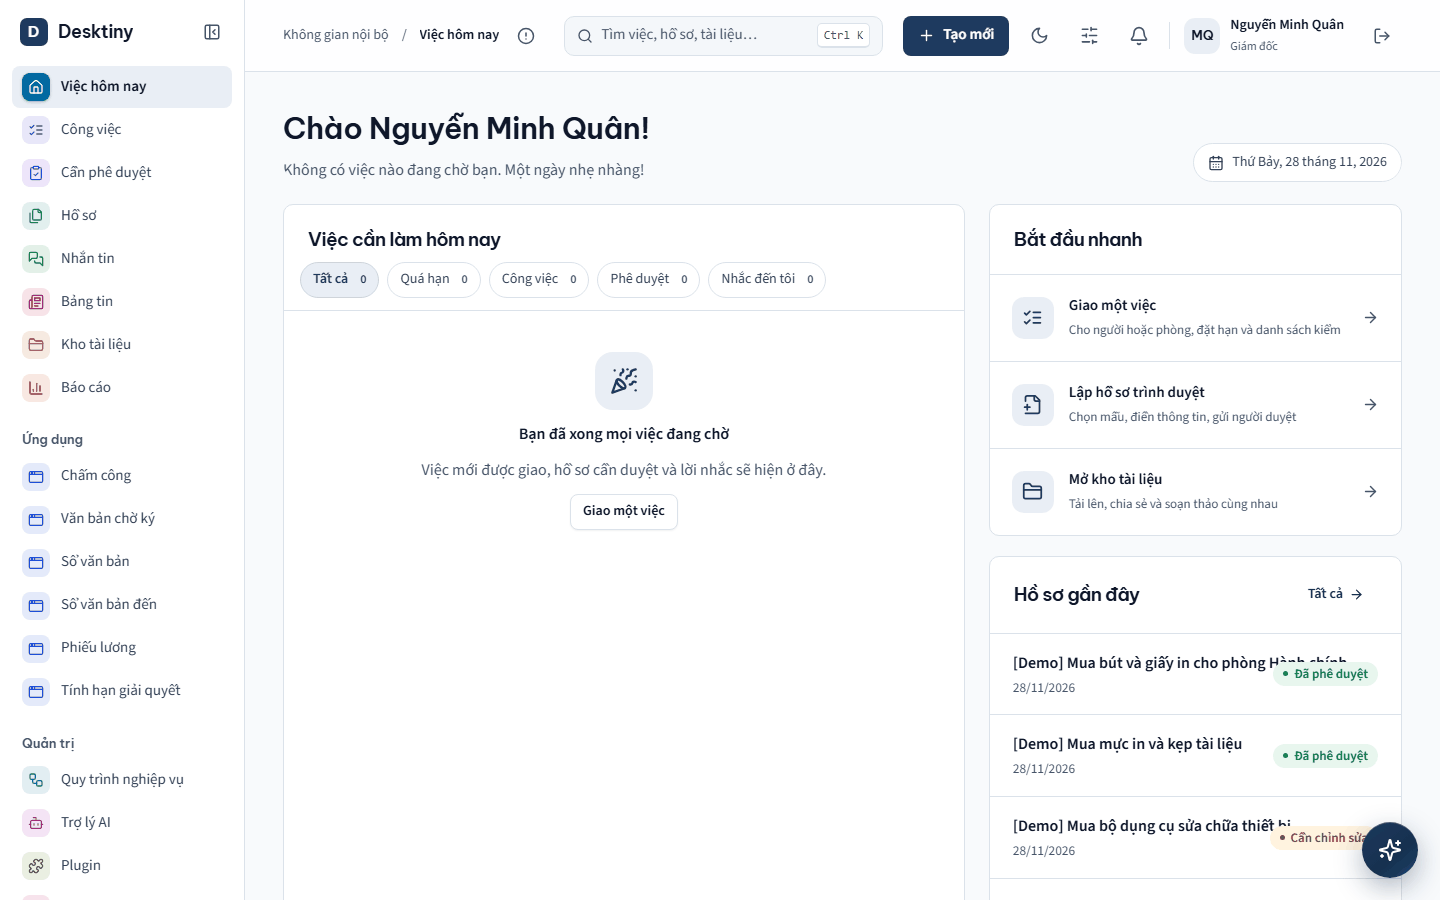 D Desktiny
Việc hôm nay
Công việc
Cần phê duyệt
Hồ sơ
Nhắn tin
Bảng tin
Kho tài liệu
Báo cáo
Ứng dụng
Chấm công
Văn bản chờ ký
Sổ văn bản
Sổ văn bản đến
Phiếu lương
Tính hạn giải quyết
Quản trị
Quy trình nghiệp vụ
Trợ lý AI
Plugin
Không gian nội bộ / Việc hôm nay
Tìm việc, hồ sơ, tài liệu... Ctrl K
Tạo mới
MQ
Nguyễn Minh Quân
Giám đốc
Chào Nguyễn Minh Quân!
Không có việc nào đang chờ bạn. Một ngày nhẹ nhàng!
Thứ Bảy, 28 tháng 11, 2026
Việc cần làm hôm nay
Tất cả 0 Quá hạn 0 Công việc 0 Phê duyệt 0 Nhắc đến tôi 0
Bạn đã xong mọi việc đang chờ
Việc mới được giao, hồ sơ cần duyệt và lời nhắc sẽ hiện ở đây.
Giao một việc
Bắt đầu nhanh
Giao một việc
Cho người hoặc phòng, đặt hạn và danh sách kiểm
Lập hồ sơ trình duyệt
Chọn mẫu, điền thông tin, gửi người duyệt
Mở kho tài liệu
Tải lên, chia sẻ và soạn thảo cùng nhau
Hồ sơ gần đây
Tất cả
[Demo] Mua bút và giấy in cho phòng Hành chính
Đã phê duyệt
28/11/2026
[Demo] Mua mực in và kẹp tài liệu
Đã phê duyệt
28/11/2026
[Demo] Mua bộ dụng cụ sửa chữa thiết bị
Cần chỉnh sửa
28/11/2026